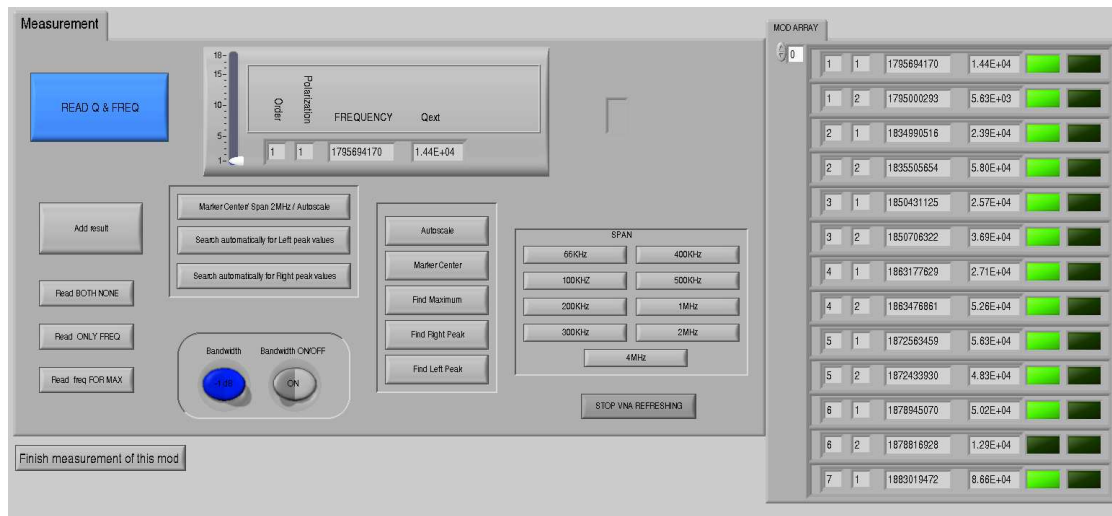 Measurement
READ Q & FREQ
18-
15-
10-
5-
1-
Order
Polarization
FREQUENCY Qext
1 1 1795694170 1.44E+04
Add result
Read BOTH NONE
Read ONLY FREQ
Read freq FOR MAX
Marker Center/ Span 2MHz / Autoscale
Search automatically for Left peak values
Search automatically for Right peak values
Bandwidth Bandwidth ON/OFF
ON
Autoscale
Marker Center
Find Maximum
Find Right Peak
Find Left Peak
SPAN
66KHz 400KHz
100KHZ 500KHz
200KHz 1MHz
300KHz 2MHz
4MHz
STOP VNA REFRESHING
Finish measurement of this mod
MOD ARRAY
0
1 1 1795694170 1.44E+04
1 2 1795000293 5.63E+03
2 1 1834990516 2.39E+04
2 2 1835505654 5.80E+04
3 1 1850431125 2.57E+04
3 2 1850706322 3.69E+04
4 1 1863177629 2.71E+04
4 2 1863476861 5.26E+04
5 1 1872563459 5.63E+04
5 2 1872433930 4.83E+04
6 1 1878945070 5.02E+04
6 2 1878816928 1.29E+04
7 1 1883019472 8.66E+04